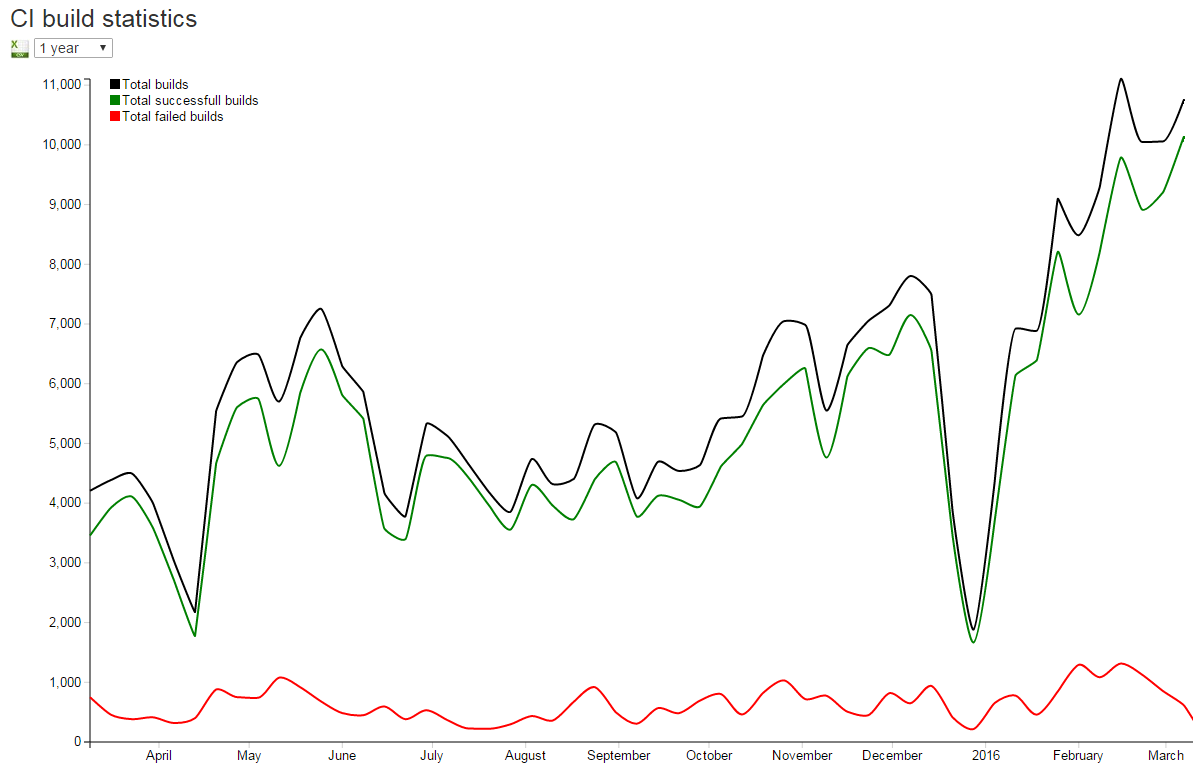 CI build statistics
1 year
11,000
10,000
9,000
8,000
7,000
6,000
5,000
4,000
3,000
2,000
1,000
0
Total builds
Total successfull builds
Total failed builds
April May June July August September October November December 2016 February March